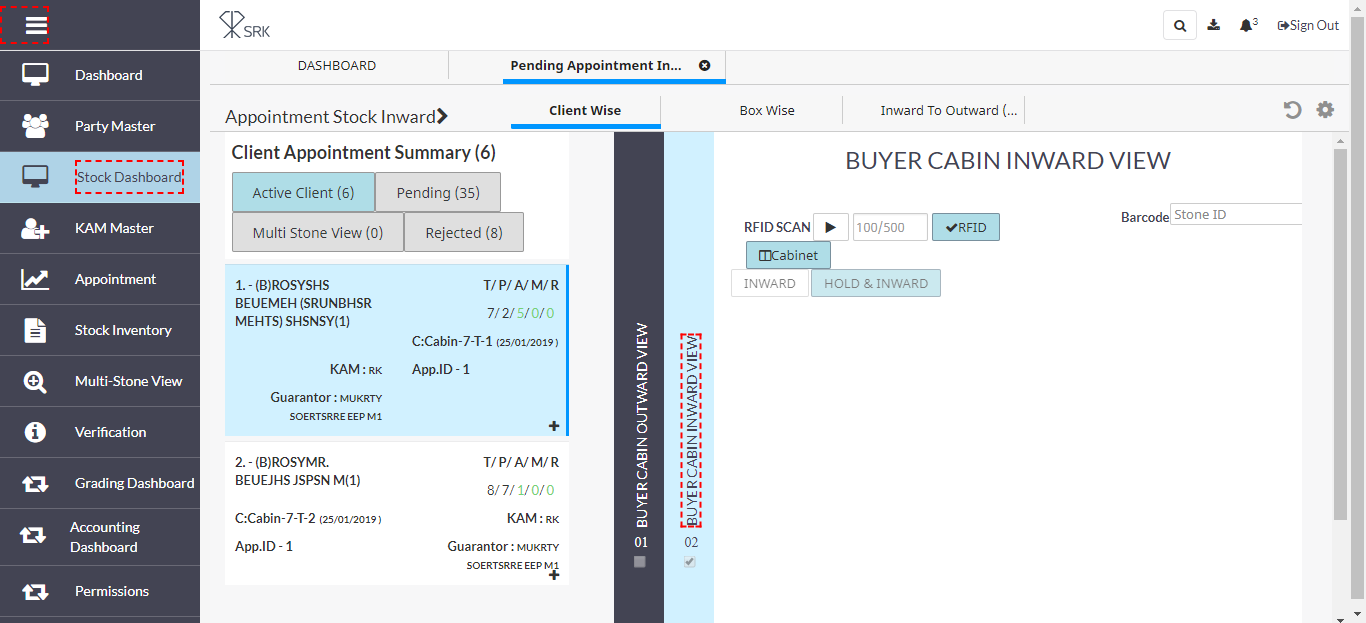 SRK
3
Sign Out
Dashboard
Party Master
Stock Dashboard
KAM Master
Appointment
Stock Inventory
Multi-Stone View
Verification
Grading Dashboard
Accounting
Dashboard
Permissions
DASHBOARD
Pending Appointment In...
Appointment Stock Inward
Client Wise
Box Wise
Inward To Outward (...
Client Appointment Summary (6)
Active Client (6)
Pending (35)
Multi Stone View (0)
Rejected (8)
1. - (B)ROSYSHS
BEUEMEH (SRUNBHSR
MEHTS) SHSNSY(1)
T/ P/ A/ M/ R
7/ 2/ 5/ 0/ 0
C:Cabin-7-T-1 (25/01/2019 )
KAM : RK
App.ID - 1
Guarantor : MUKRTY
SOERTSRRE EEP M1
2. - (B)ROSYMR.
BEUEJHS JSPSN M(1)
T/ P/ A/ M/ R
8/ 7/ 1/ 0/ 0
C:Cabin-7-T-2 (25/01/2019 )
KAM : RK
App.ID - 1
Guarantor : MUKRTY
SOERTSRRE EEP M1
BUYER CABIN OUTWARD VIEW
01
BUYER CABIN INWARD VIEW
02
BUYER CABIN INWARD VIEW
Barcode
Stone ID
RFID SCAN
100/500
RFID
Cabinet
INWARD
HOLD & INWARD